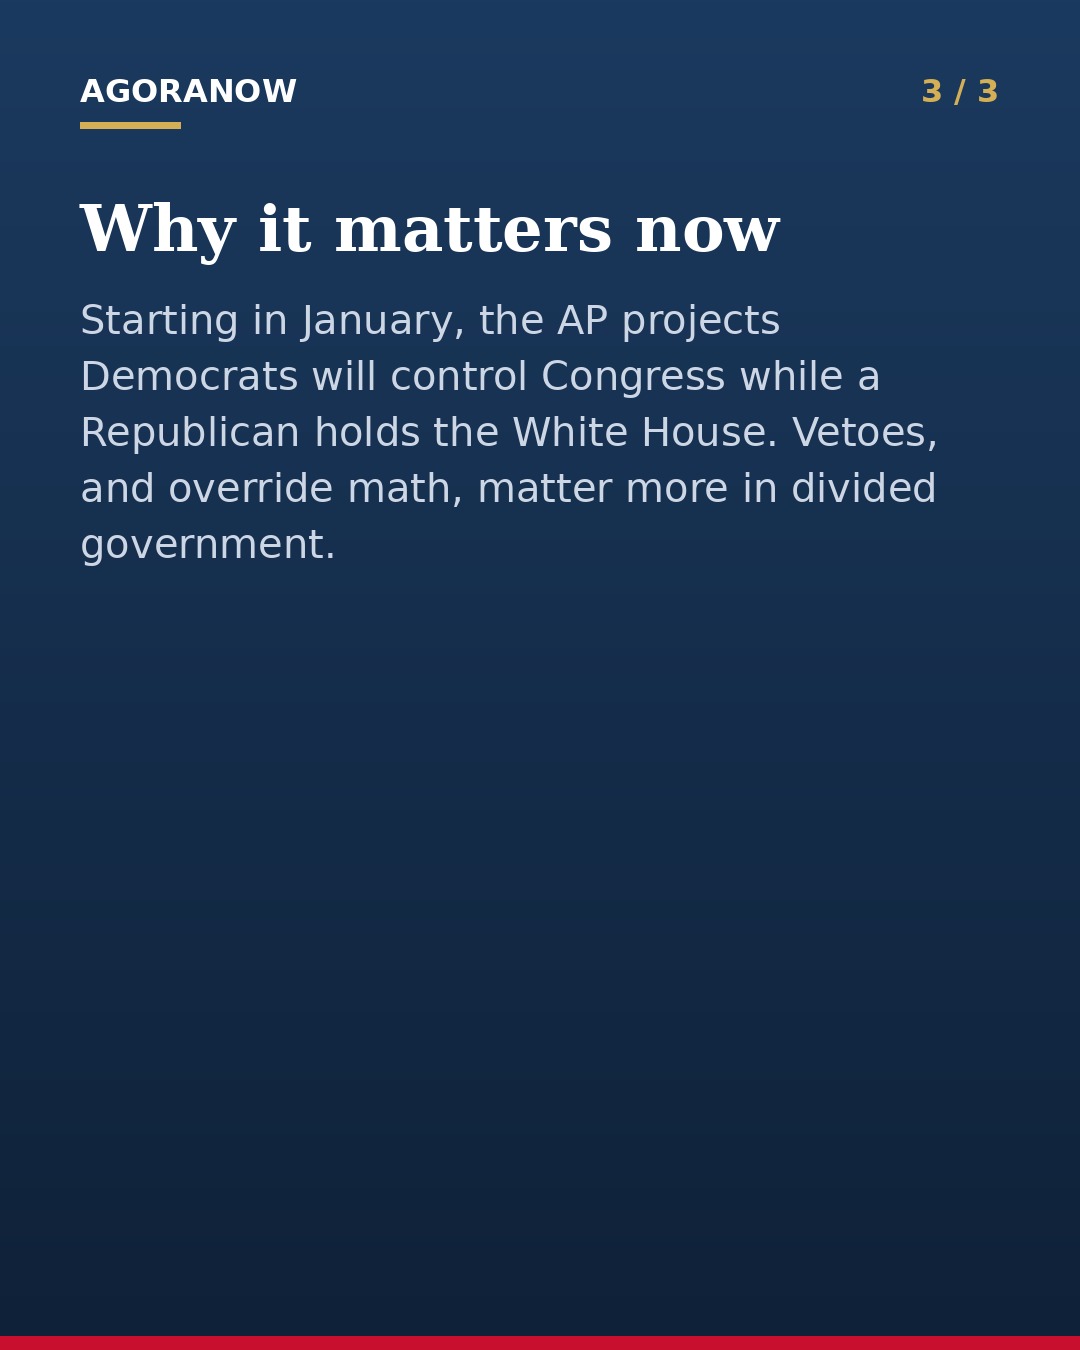 AGORANOW
3 / 3
Why it matters now
Starting in January, the AP projects
Democrats will control Congress while a
Republican holds the White House. Vetoes,
and override math, matter more in divided
government.